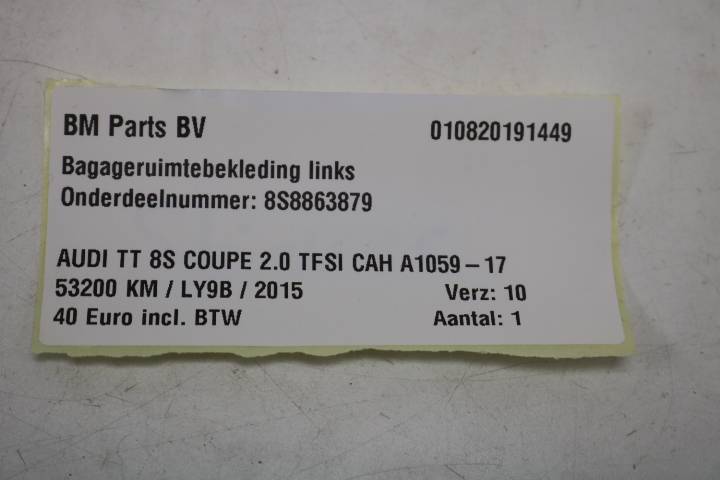 BM Parts BV 010820191449
Bagageruimtebekleding links
Onderdeelnummer: 8S8863879
AUDI TT 8S COUPE 2.0 TFSI CAH A1059-17
53200 KM / LY9B / 2015 Verz: 10
40 Euro incl. BTW Aantal: 1